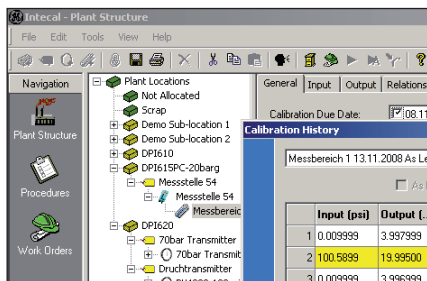 Intecal - Plant Structure
File Edit Tools View Help
Navigation
Plant Structure
Procedures
Work Orders
Plant Locations
Not Allocated
Scrap
Demo Sub-location 1
Demo Sub-location 2
DPI610
DPI615PC-20barg
Messstelle 54
Messstelle 54
DPI620
70bar Transmitter
Druchtransmitter
General Input Output Relations
Calibration Due Date: 08.11
Calibration History
Messbereich 1 13.11.2008 As Le
Input (psi) Output (..
1 0.009999 3.997999
2 100.5899 19.99500
3 0.009999 3.996999